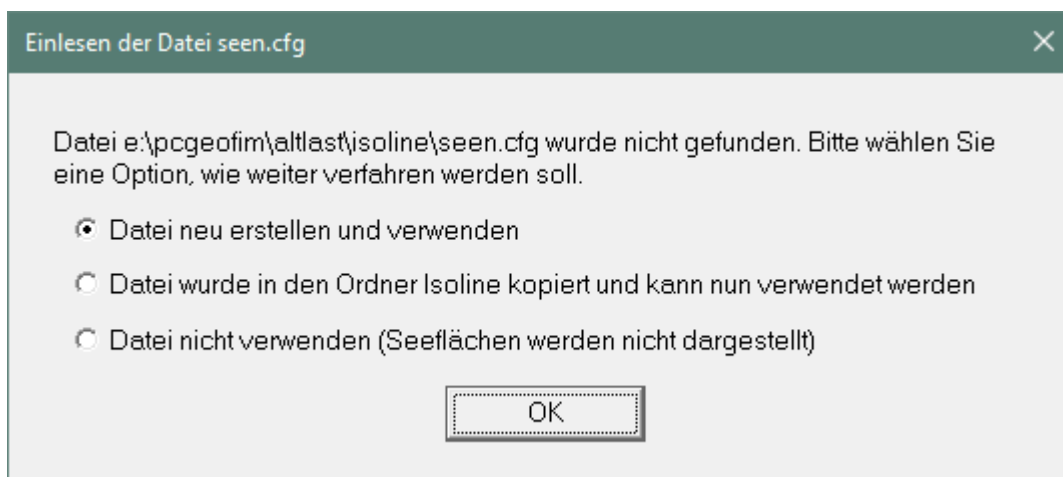 Einlesen der Datei seen.cfg
Datei e:\pcgeofim\altlast\isoline\seen.cfg wurde nicht gefunden. Bitte wählen Sie
eine Option, wie weiter verfahren werden soll.
Datei neu erstellen und verwenden
Datei wurde in den Ordner Isoline kopiert und kann nun verwendet werden
Datei nicht verwenden (Seeflächen werden nicht dargestellt)
OK